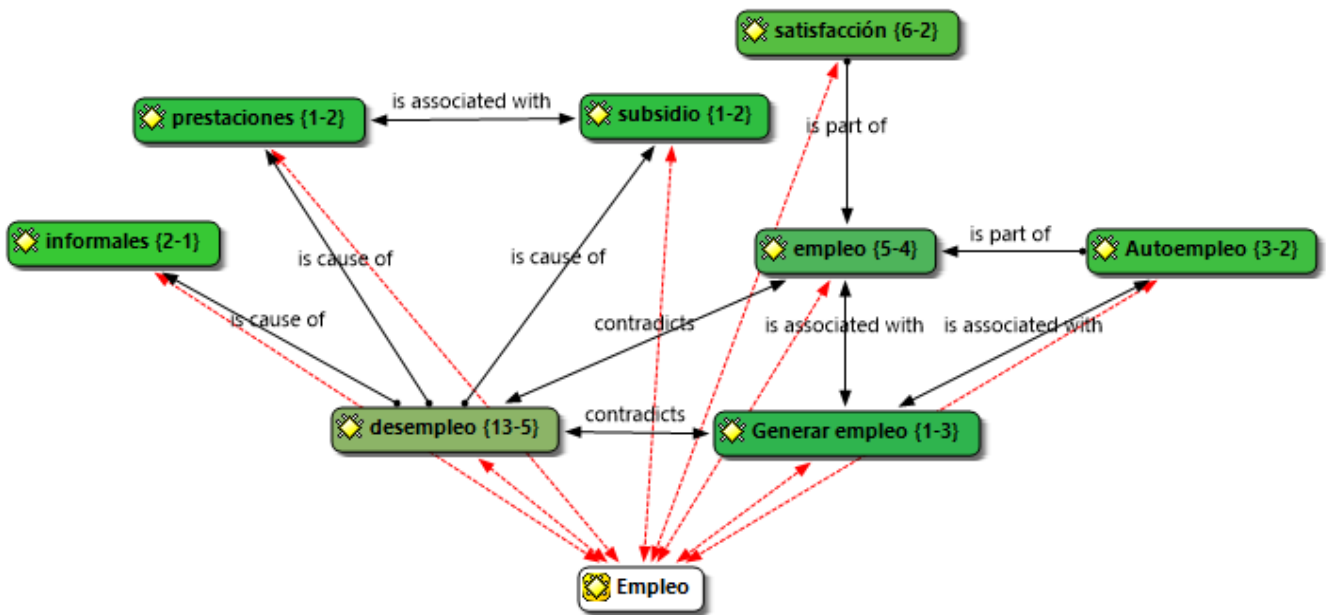 satisfacción {6-2}
prestaciones {1-2}
is associated with
subsidio {1-2}
is part of
informales {2-1}
is cause of
is cause of
empleo {5-4}
is part of
Autoempleo {3-2}
is cause of
contradicts
is associated with
is associated with
desempleo {13-5}
contradicts
Generar empleo {1-3}
Empleo